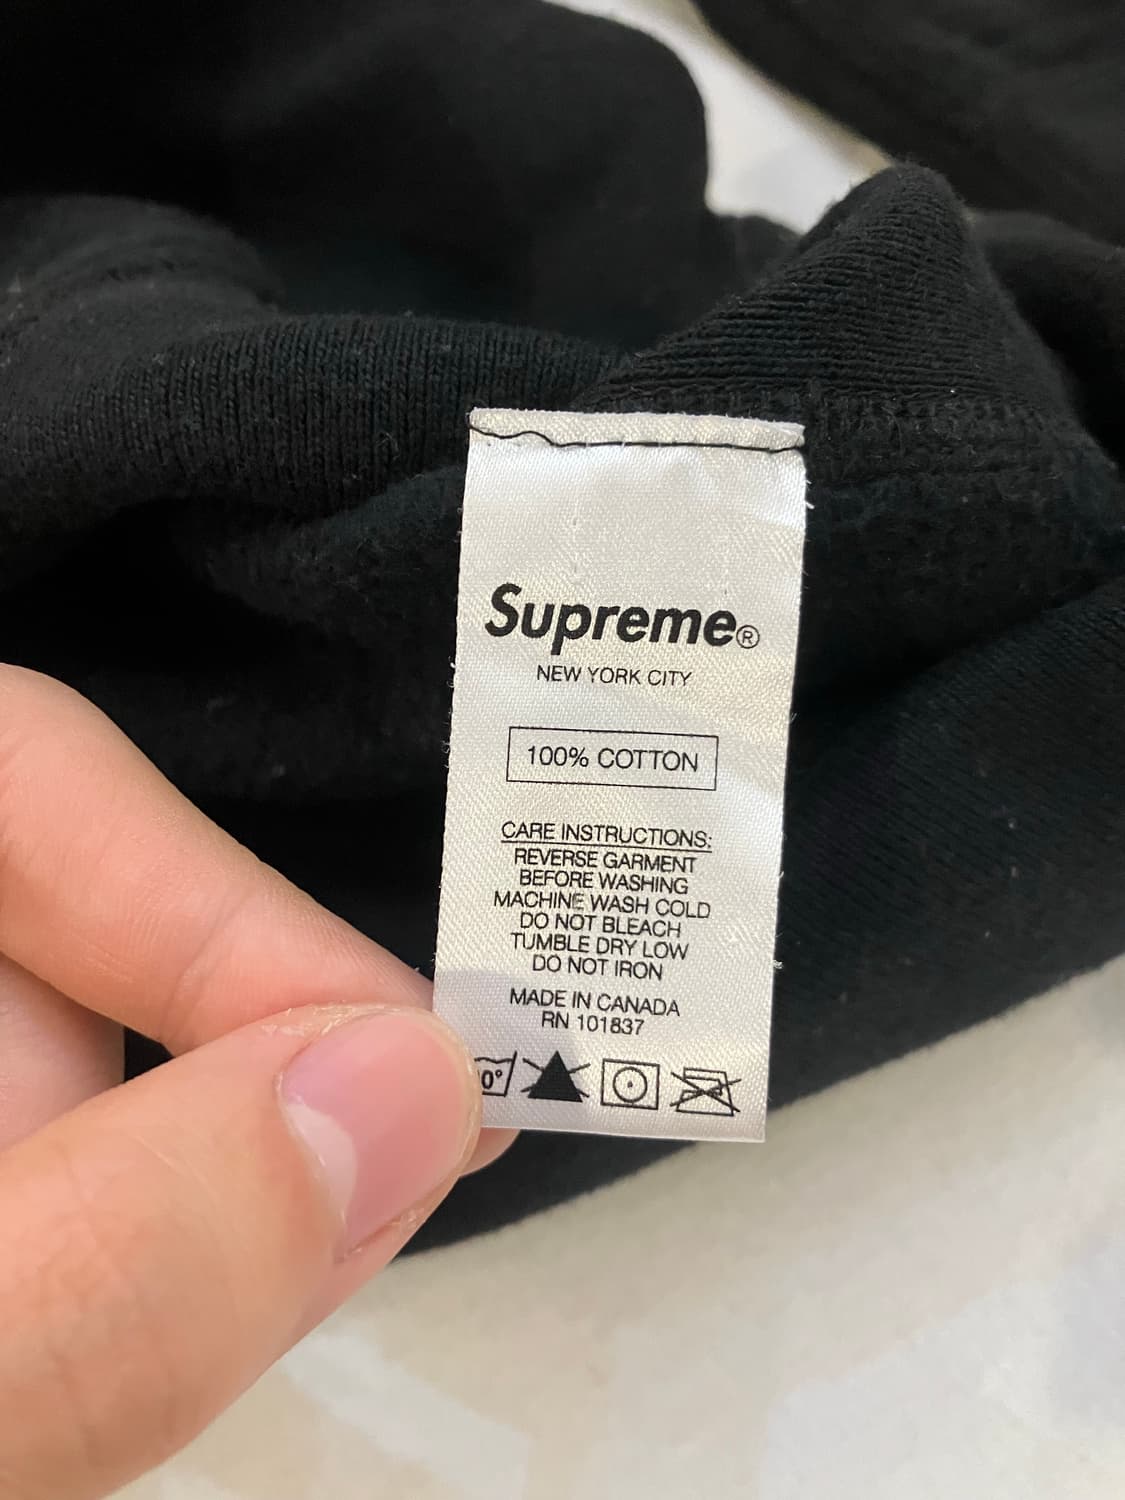 Supreme®
NEW YORK CITY
100% COTTON
CARE INSTRUCTIONS:
REVERSE GARMENT
BEFORE WASHING
MACHINE WASH COLD
DO NOT BLEACH
TUMBLE DRY LOW
DO NOT IRON
MADE IN CANADA
RN 101837